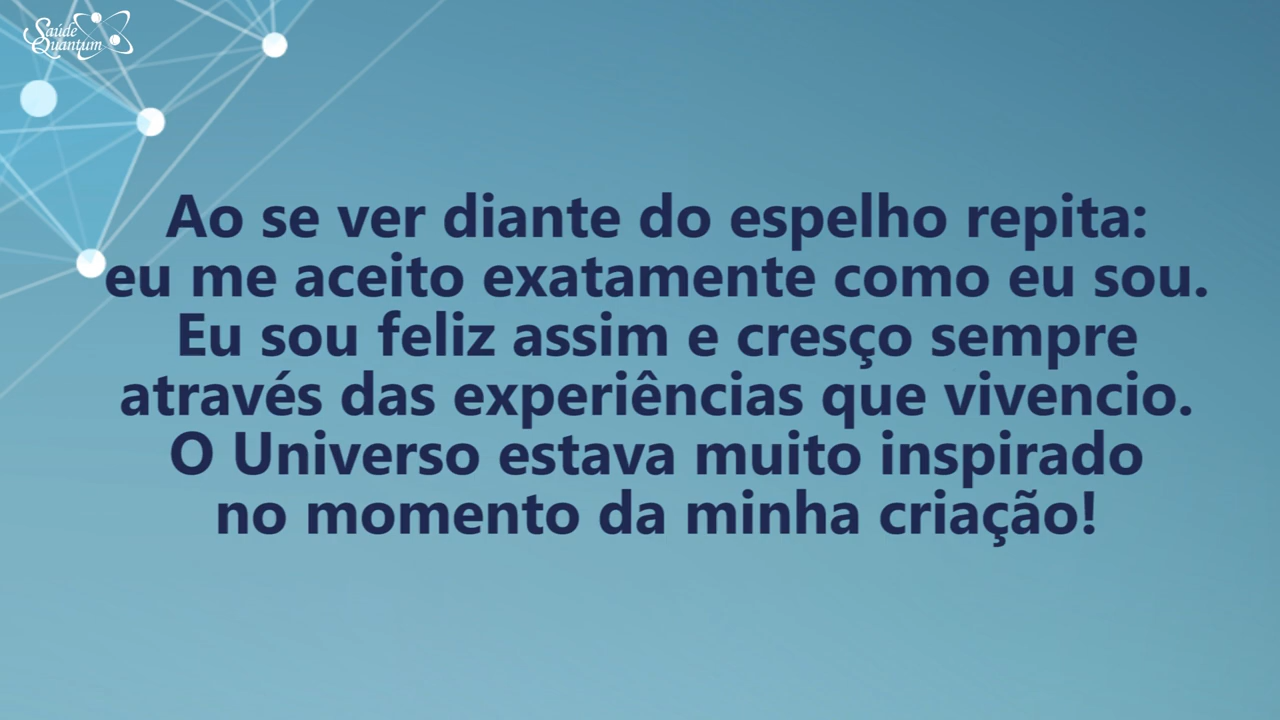 Saúde
Quantum
Ao se ver diante do espelho repita:
eu me aceito exatamente como eu sou.
Eu sou feliz assim e cresço sempre
através das experiências que vivencio.
O Universo estava muito inspirado
no momento da minha criação!